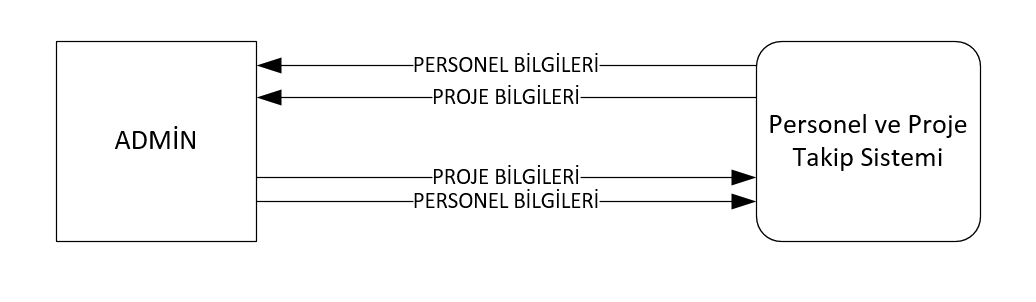 PERSONEL BİLGİLERİ
PROJE BİLGİLERİ
ADMİN
Personel ve Proje
Takip Sistemi
PROJE BİLGİLERİ
PERSONEL BİLGİLERİ